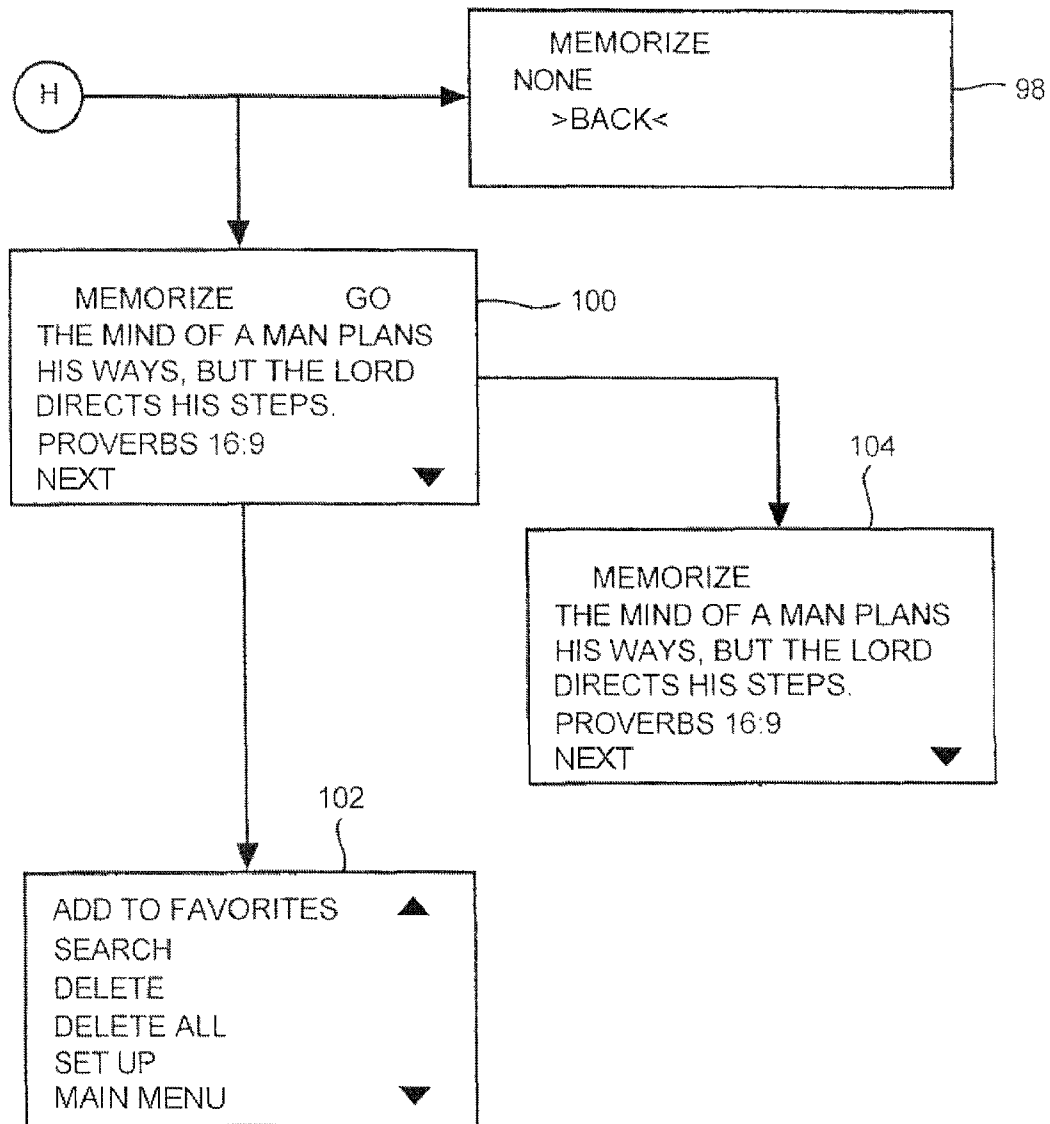 H
MEMORIZE
NONE
>BACK<
98
MEMORIZE GO
THE MIND OF A MAN PLANS
HIS WAYS, BUT THE LORD
DIRECTS HIS STEPS.
PROVERBS 16:9
NEXT
100
104
MEMORIZE
THE MIND OF A MAN PLANS
HIS WAYS, BUT THE LORD
DIRECTS HIS STEPS.
PROVERBS 16:9
NEXT
102
ADD TO FAVORITES
SEARCH
DELETE
DELETE ALL
SET UP
MAIN MENU